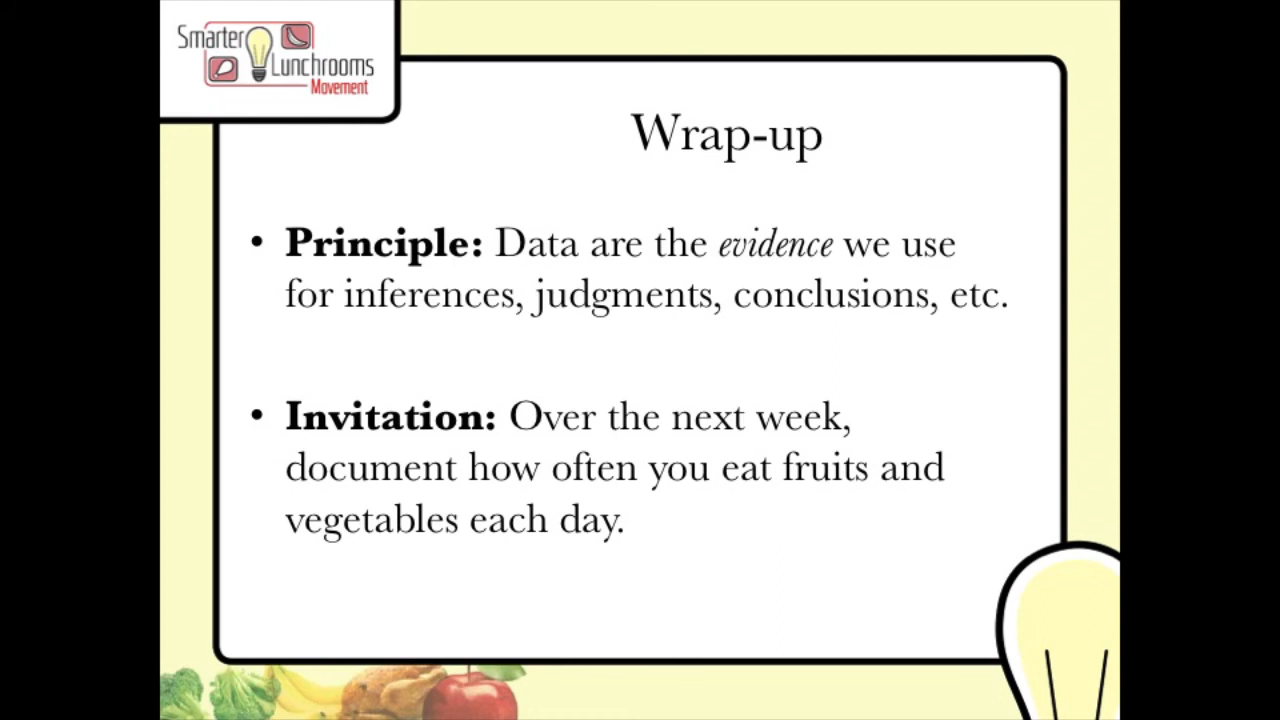 Smarter
Lunchrooms
Movement
Wrap-up
• Principle: Data are the evidence we use
for inferences, judgments, conclusions, etc.
• Invitation: Over the next week,
document how often you eat fruits and
vegetables each day.